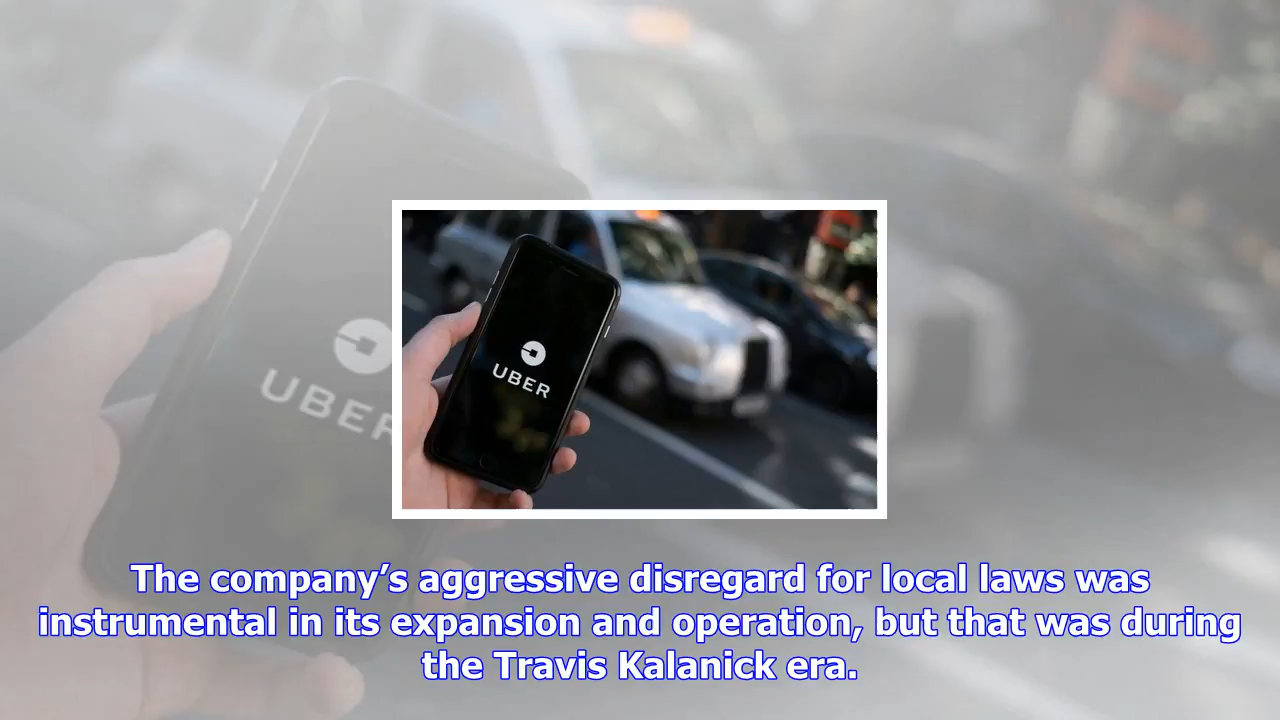 UBER
UBER
The company’s aggressive disregard for local laws was
instrumental in its expansion and operation, but that was during
the Travis Kalanick era.